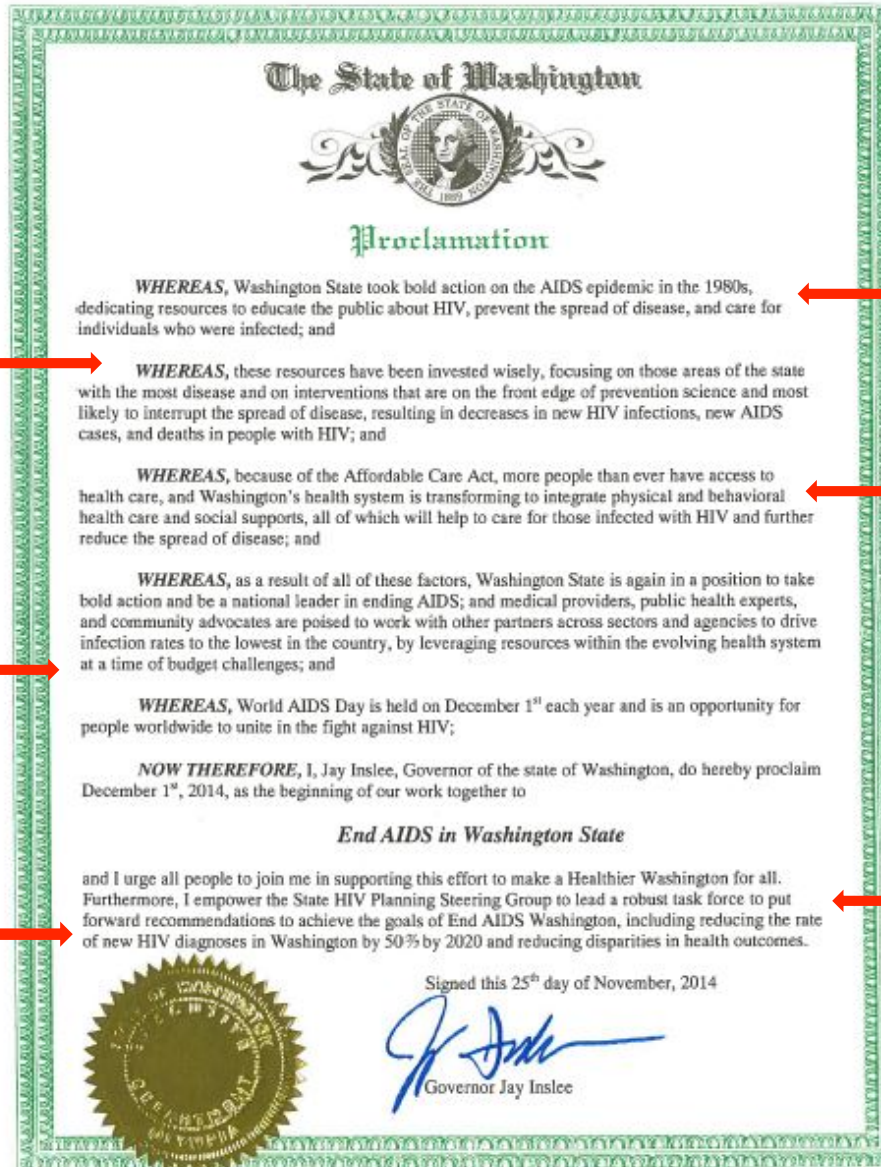 The State of Washington
THE SEAL OF THE STATE OF WASHINGTON
1889
Proclamation
WHEREAS, Washington State took bold action on the AIDS epidemic in the 1980s,
dedicating resources to educate the public about HIV, prevent the spread of disease, and care for
individuals who were infected; and
WHEREAS, these resources have been invested wisely, focusing on those areas of the state
with the most disease and on interventions that are on the front edge of prevention science and most
likely to interrupt the spread of disease, resulting in decreases in new HIV infections, new AIDS
cases, and deaths in people with HIV; and
WHEREAS, because of the Affordable Care Act, more people than ever have access to
health care, and Washington's health system is transforming to integrate physical and behavioral
health care and social supports, all of which will help to care for those infected with HIV and further
reduce the spread of disease; and
WHEREAS, as a result of all of these factors, Washington State is again in a position to take
bold action and be a national leader in ending AIDS; and medical providers, public health experts,
and community advocates are poised to work with other partners across sectors and agencies to drive
infection rates to the lowest in the country, by leveraging resources within the evolving health system
at a time of budget challenges; and
WHEREAS, World AIDS Day is held on December 1st each year and is an opportunity for
people worldwide to unite in the fight against HIV;
NOW THEREFORE, I, Jay Inslee, Governor of the state of Washington, do hereby proclaim
December 1st, 2014, as the beginning of our work together to
End AIDS in Washington State
and I urge all people to join me in supporting this effort to make a Healthier Washington for all.
Furthermore, I empower the State HIV Planning Steering Group to lead a robust task force to put
forward recommendations to achieve the goals of End AIDS Washington, including reducing the rate
of new HIV diagnoses in Washington by 50% by 2020 and reducing disparities in health outcomes.
Signed this 25th day of November, 2014
Governor Jay Inslee